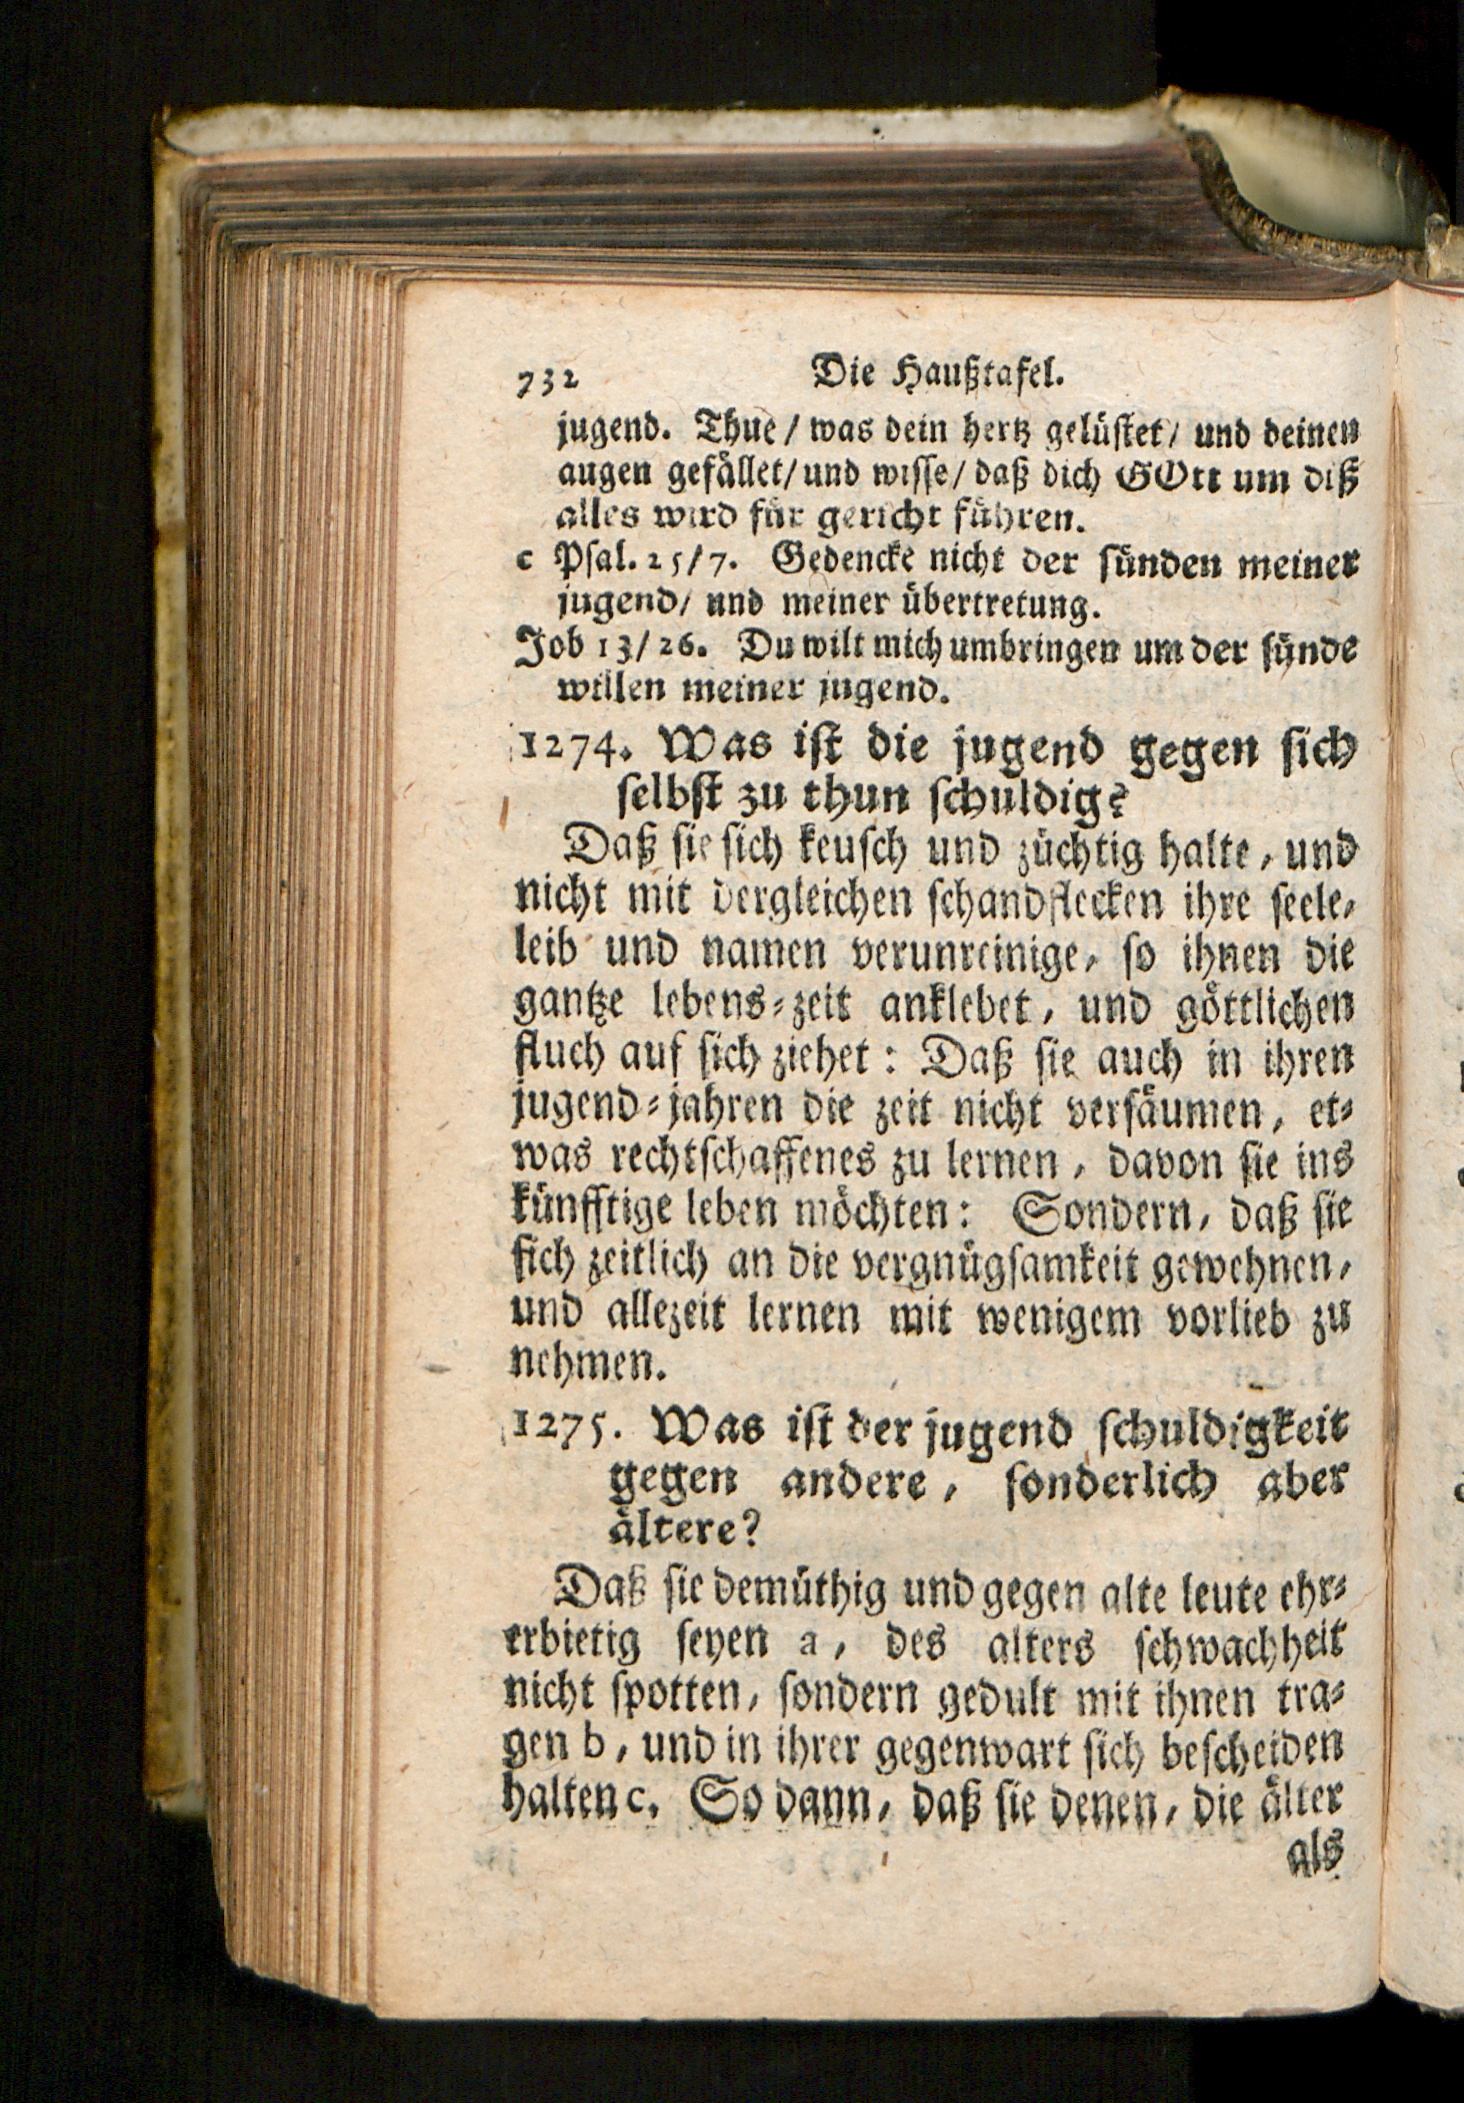 732 Die Haußtafel.
jugend. Thue / was dein hertz gelüstet / und deinen
augen gefället / und wisse / daß dich GOtt um diß
alles wird für gericht führen.
c Psal. 25/7. Gedencke nicht der sünden meiner
jugend / und meiner übertretung.
Job 13/26. Du wilt mich umbringen um der sünde
willen meiner jugend.
1274. Was ist die jugend gegen sich
selbst zu thun schuldig?
Daß sie sich keusch und züchtig halte, und
nicht mit dergleichen schandflecken ihre seele,
leib und namen verunreinige, so ihnen die
gantze lebens-zeit anklebet, und göttlichen
fluch auf sich ziehet: Daß sie auch in ihren
jugend-jahren die zeit nicht versäumen, et-
was rechtschaffenes zu lernen, davon sie ins
künfftige leben möchten: Sondern, daß sie
sich zeitlich an die vergnügsamkeit gewehnen,
und allezeit lernen mit wenigem vorlieb zu
nehmen.
1275. Was ist der jugend schuldigkeit
gegen andere, sonderlich aber
ältere?
Daß sie demüthig und gegen alte leute ehr-
erbietig seyen a, des alters schwachheit
nicht spotten, sondern gedult mit ihnen tra-
gen b, und in ihrer gegenwart sich bescheiden
halten c. So dann, daß sie denen, die älter
als